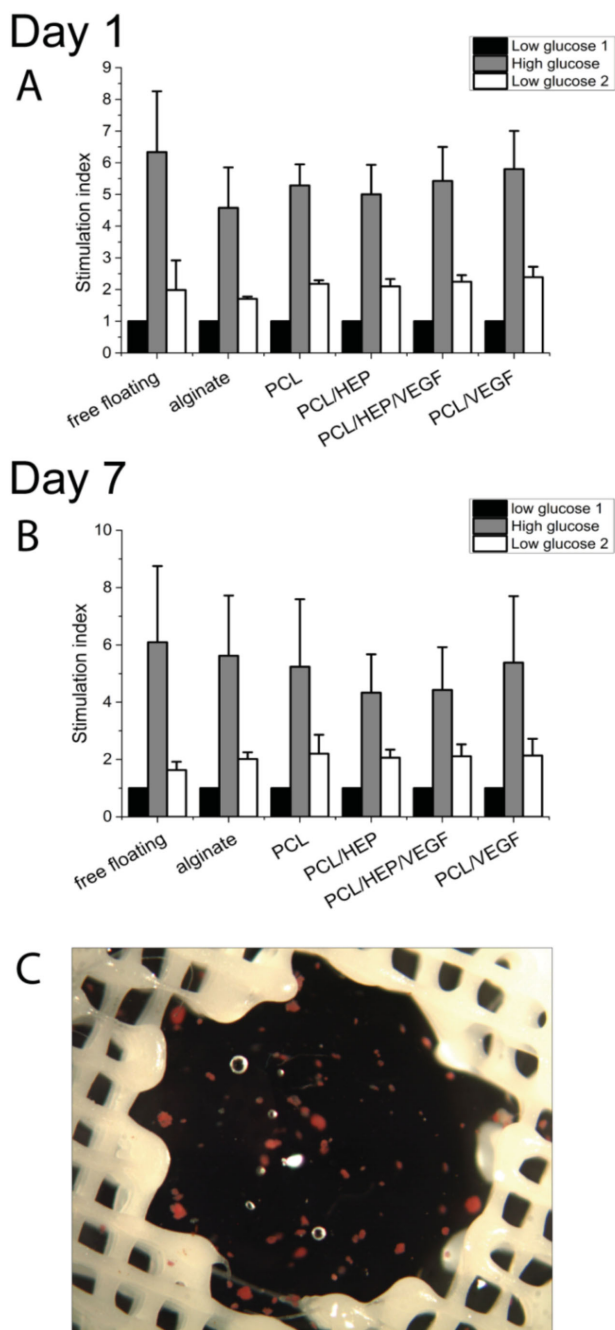 Day 1
A
Low glucose 1
High glucose
Low glucose 2
Stimulation index
9
8
7
6
5
4
3
2
1
0
free floating
alginate
PCL
PCL/HEP
PCL/HEP/VEGF
PCL/VEGF
Day 7
B
low glucose 1
High glucose
Low glucose 2
Stimulation index
10
8
6
4
2
0
free floating
alginate
PCL
PCL/HEP
PCL/HEP/VEGF
PCL/VEGF
C